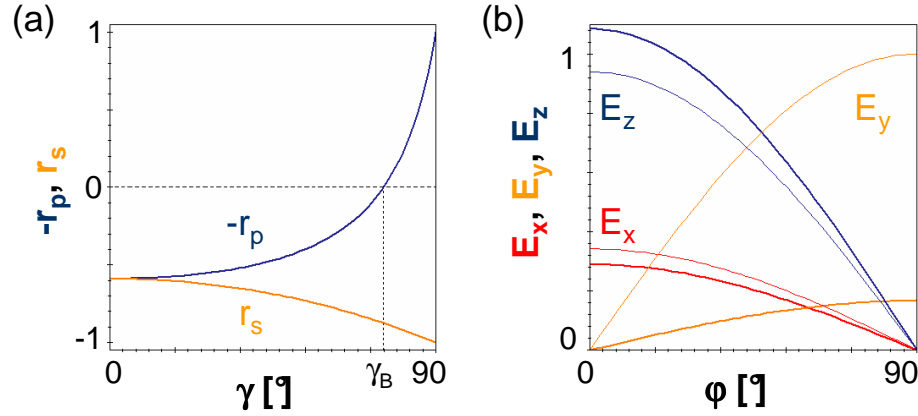 (a)
1
0
-1
-rp, rs
-rp
rs
0
γB
90
γ [°]
(b)
1
0
Ex, Ey, Ez
Ez
Ey
Ex
0
90
φ [°]